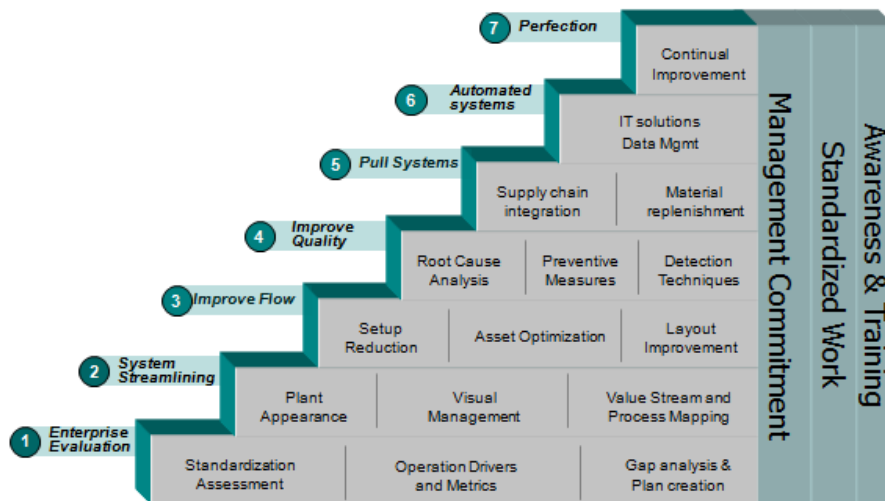 7 Perfection
Continual
Improvement
6 Automated
systems
IT solutions
Data Mgmt
5 Pull Systems
Supply chain
integration
Material
replenishment
4 Improve
Quality
Root Cause
Analysis
Preventive
Measures
Detection
Techniques
3 Improve Flow
Setup
Reduction
Asset Optimization
Layout
Improvement
2 System
Streamlining
Plant
Appearance
Visual
Management
Value Stream and
Process Mapping
1 Enterprise
Evaluation
Standardization
Assessment
Operation Drivers
and Metrics
Gap analysis &
Plan creation
Management Commitment
Standardized Work
Awareness & Training